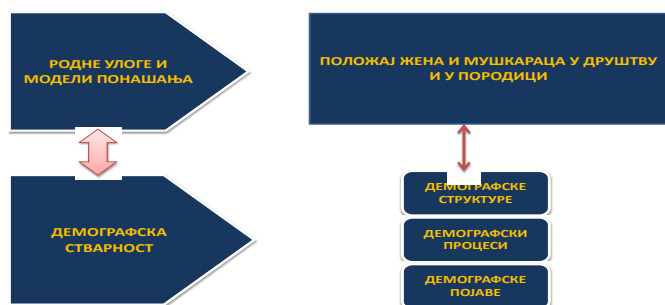 РОДНЕ УЛОГЕ И
МОДЕЛИ ПОНАШАЊА
ПОЛОЖАЈ ЖЕНА И МУШКАРАЦА У ДРУШТВУ
И У ПОРОДИЦИ
ДЕМОГРАФСКА
СТВАРНОСТ
ДЕМОГРАФСКЕ
СТРУКТУРЕ
ДЕМОГРАФСКИ
ПРОЦЕСИ
ДЕМОГРАФСКЕ
ПОЈАВЕ